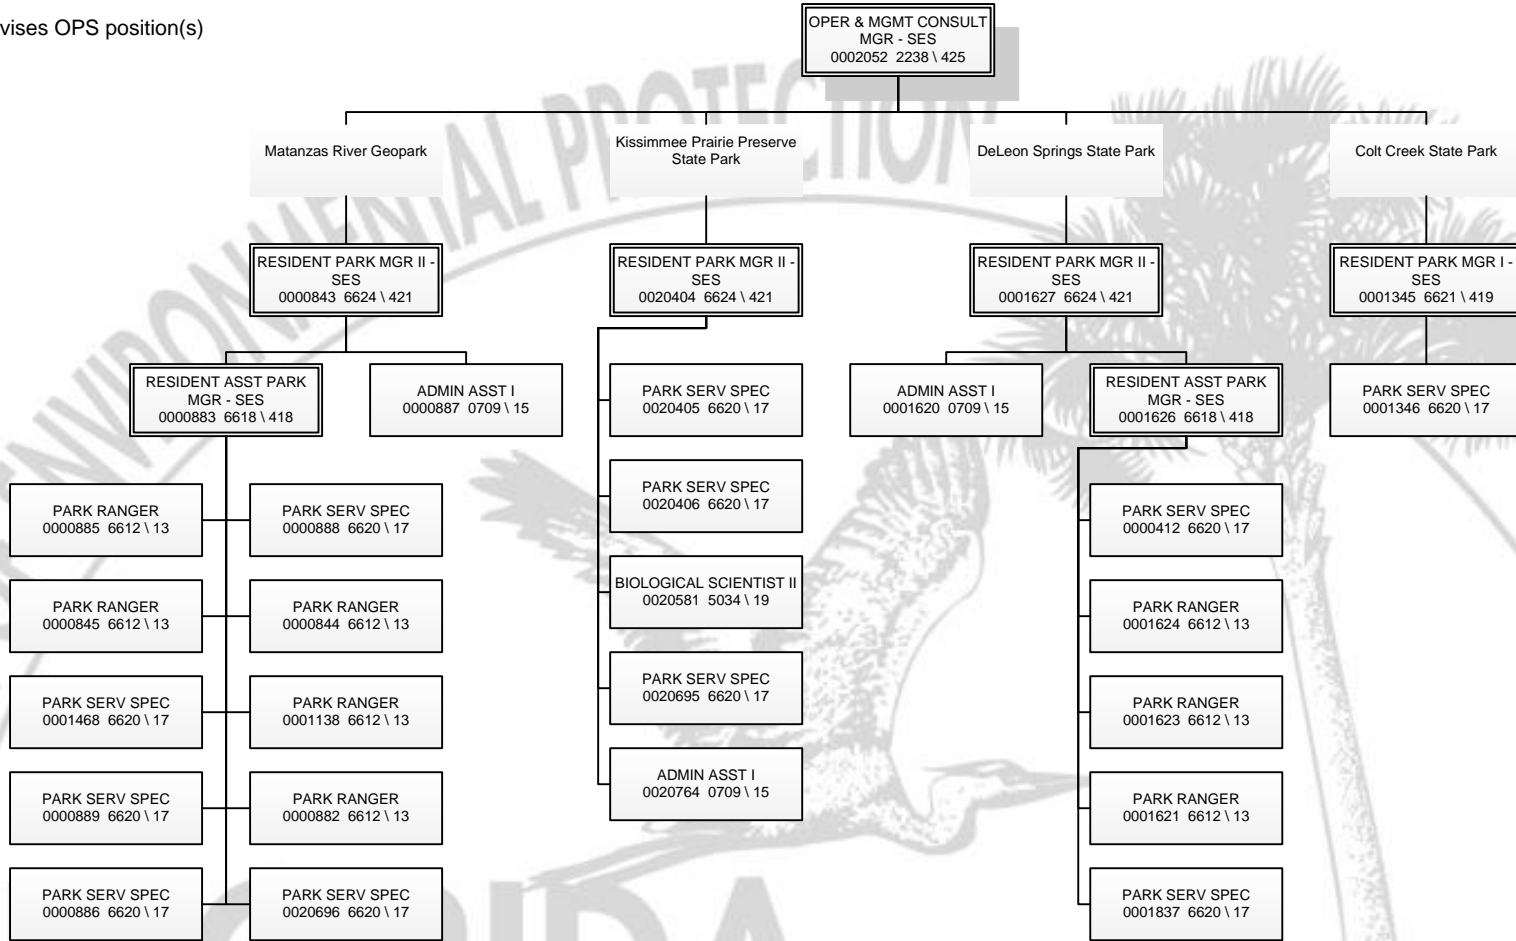 vises OPS position(s)
OPER & MGMT CONSULT
MGR - SES
0002052 2238 \ 425
Matanzas River Geopark
Kissimmee Prairie Preserve
State Park
DeLeon Springs State Park
Colt Creek State Park
RESIDENT PARK MGR II -
SES
0000843 6624 \ 421
RESIDENT PARK MGR II -
SES
0020404 6624 \ 421
RESIDENT PARK MGR II -
SES
0001627 6624 \ 421
RESIDENT PARK MGR I -
SES
0001345 6621 \ 419
RESIDENT ASST PARK
MGR - SES
0000883 6618 \ 418
ADMIN ASST I
0000887 0709 \ 15
PARK SERV SPEC
0020405 6620 \ 17
ADMIN ASST I
0001620 0709 \ 15
RESIDENT ASST PARK
MGR - SES
0001626 6618 \ 418
PARK SERV SPEC
0001346 6620 \ 17
PARK RANGER
0000885 6612 \ 13
PARK SERV SPEC
0000888 6620 \ 17
PARK SERV SPEC
0020406 6620 \ 17
PARK SERV SPEC
0000412 6620 \ 17
PARK RANGER
0000845 6612 \ 13
PARK RANGER
0000844 6612 \ 13
BIOLOGICAL SCIENTIST II
0020581 5034 \ 19
PARK RANGER
0001624 6612 \ 13
PARK SERV SPEC
0001468 6620 \ 17
PARK RANGER
0001138 6612 \ 13
PARK SERV SPEC
0020695 6620 \ 17
PARK RANGER
0001623 6612 \ 13
PARK SERV SPEC
0000889 6620 \ 17
PARK RANGER
0000882 6612 \ 13
ADMIN ASST I
0020764 0709 \ 15
PARK RANGER
0001621 6612 \ 13
PARK SERV SPEC
0000886 6620 \ 17
PARK SERV SPEC
0020696 6620 \ 17
PARK SERV SPEC
0001837 6620 \ 17
ENVIRONMENTAL PROTECTION